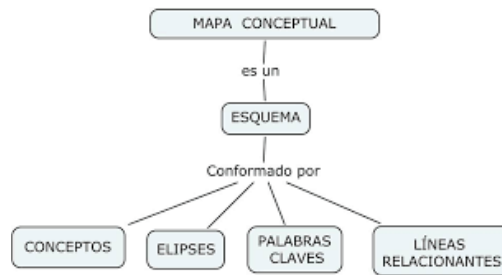 MAPA CONCEPTUAL
es un
ESQUEMA
Conformado por
CONCEPTOS
ELIPSES
PALABRAS
CLAVES
LÍNEAS
RELACIONANTES